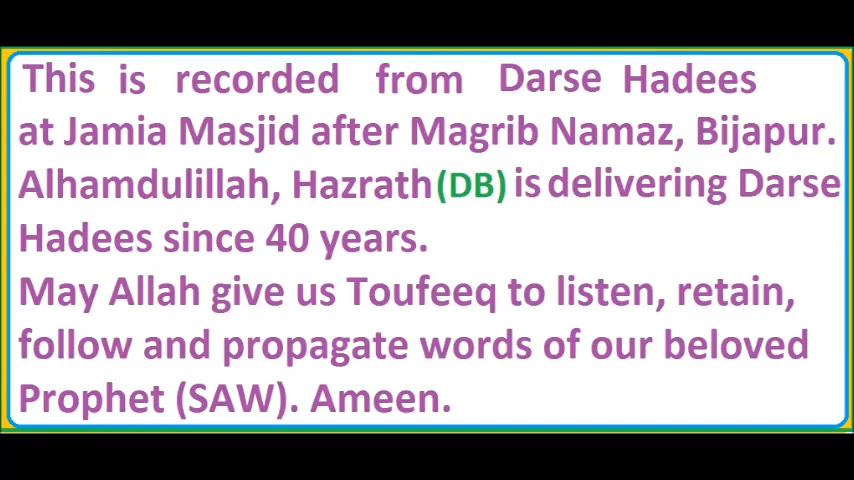 This is recorded from Darse Hadees
at Jamia Masjid after Magrib Namaz, Bijapur.
Alhamdulillah, Hazrath(DB) is delivering Darse
Hadees since 40 years.
May Allah give us Toufeeq to listen, retain,
follow and propagate words of our beloved
Prophet (SAW). Ameen.